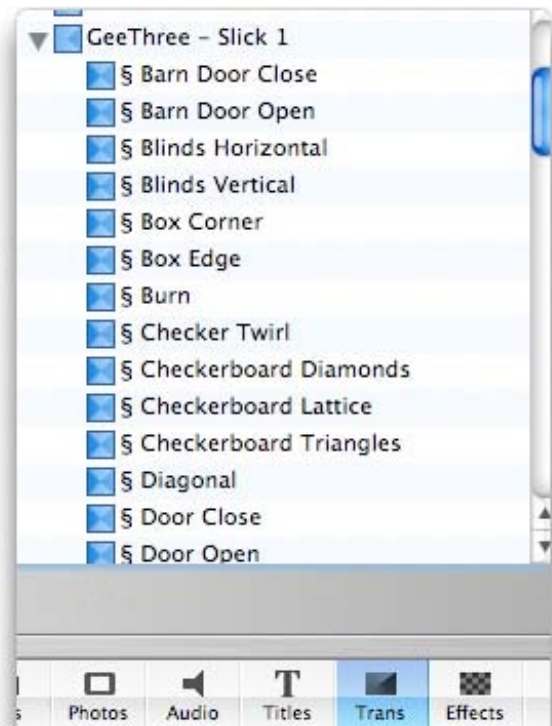 GeeThree - Slick 1
§ Barn Door Close
§ Barn Door Open
§ Blinds Horizontal
§ Blinds Vertical
§ Box Corner
§ Box Edge
§ Burn
§ Checker Twirl
§ Checkerboard Diamonds
§ Checkerboard Lattice
§ Checkerboard Triangles
§ Diagonal
§ Door Close
§ Door Open
Photos Audio Titles Trans Effects